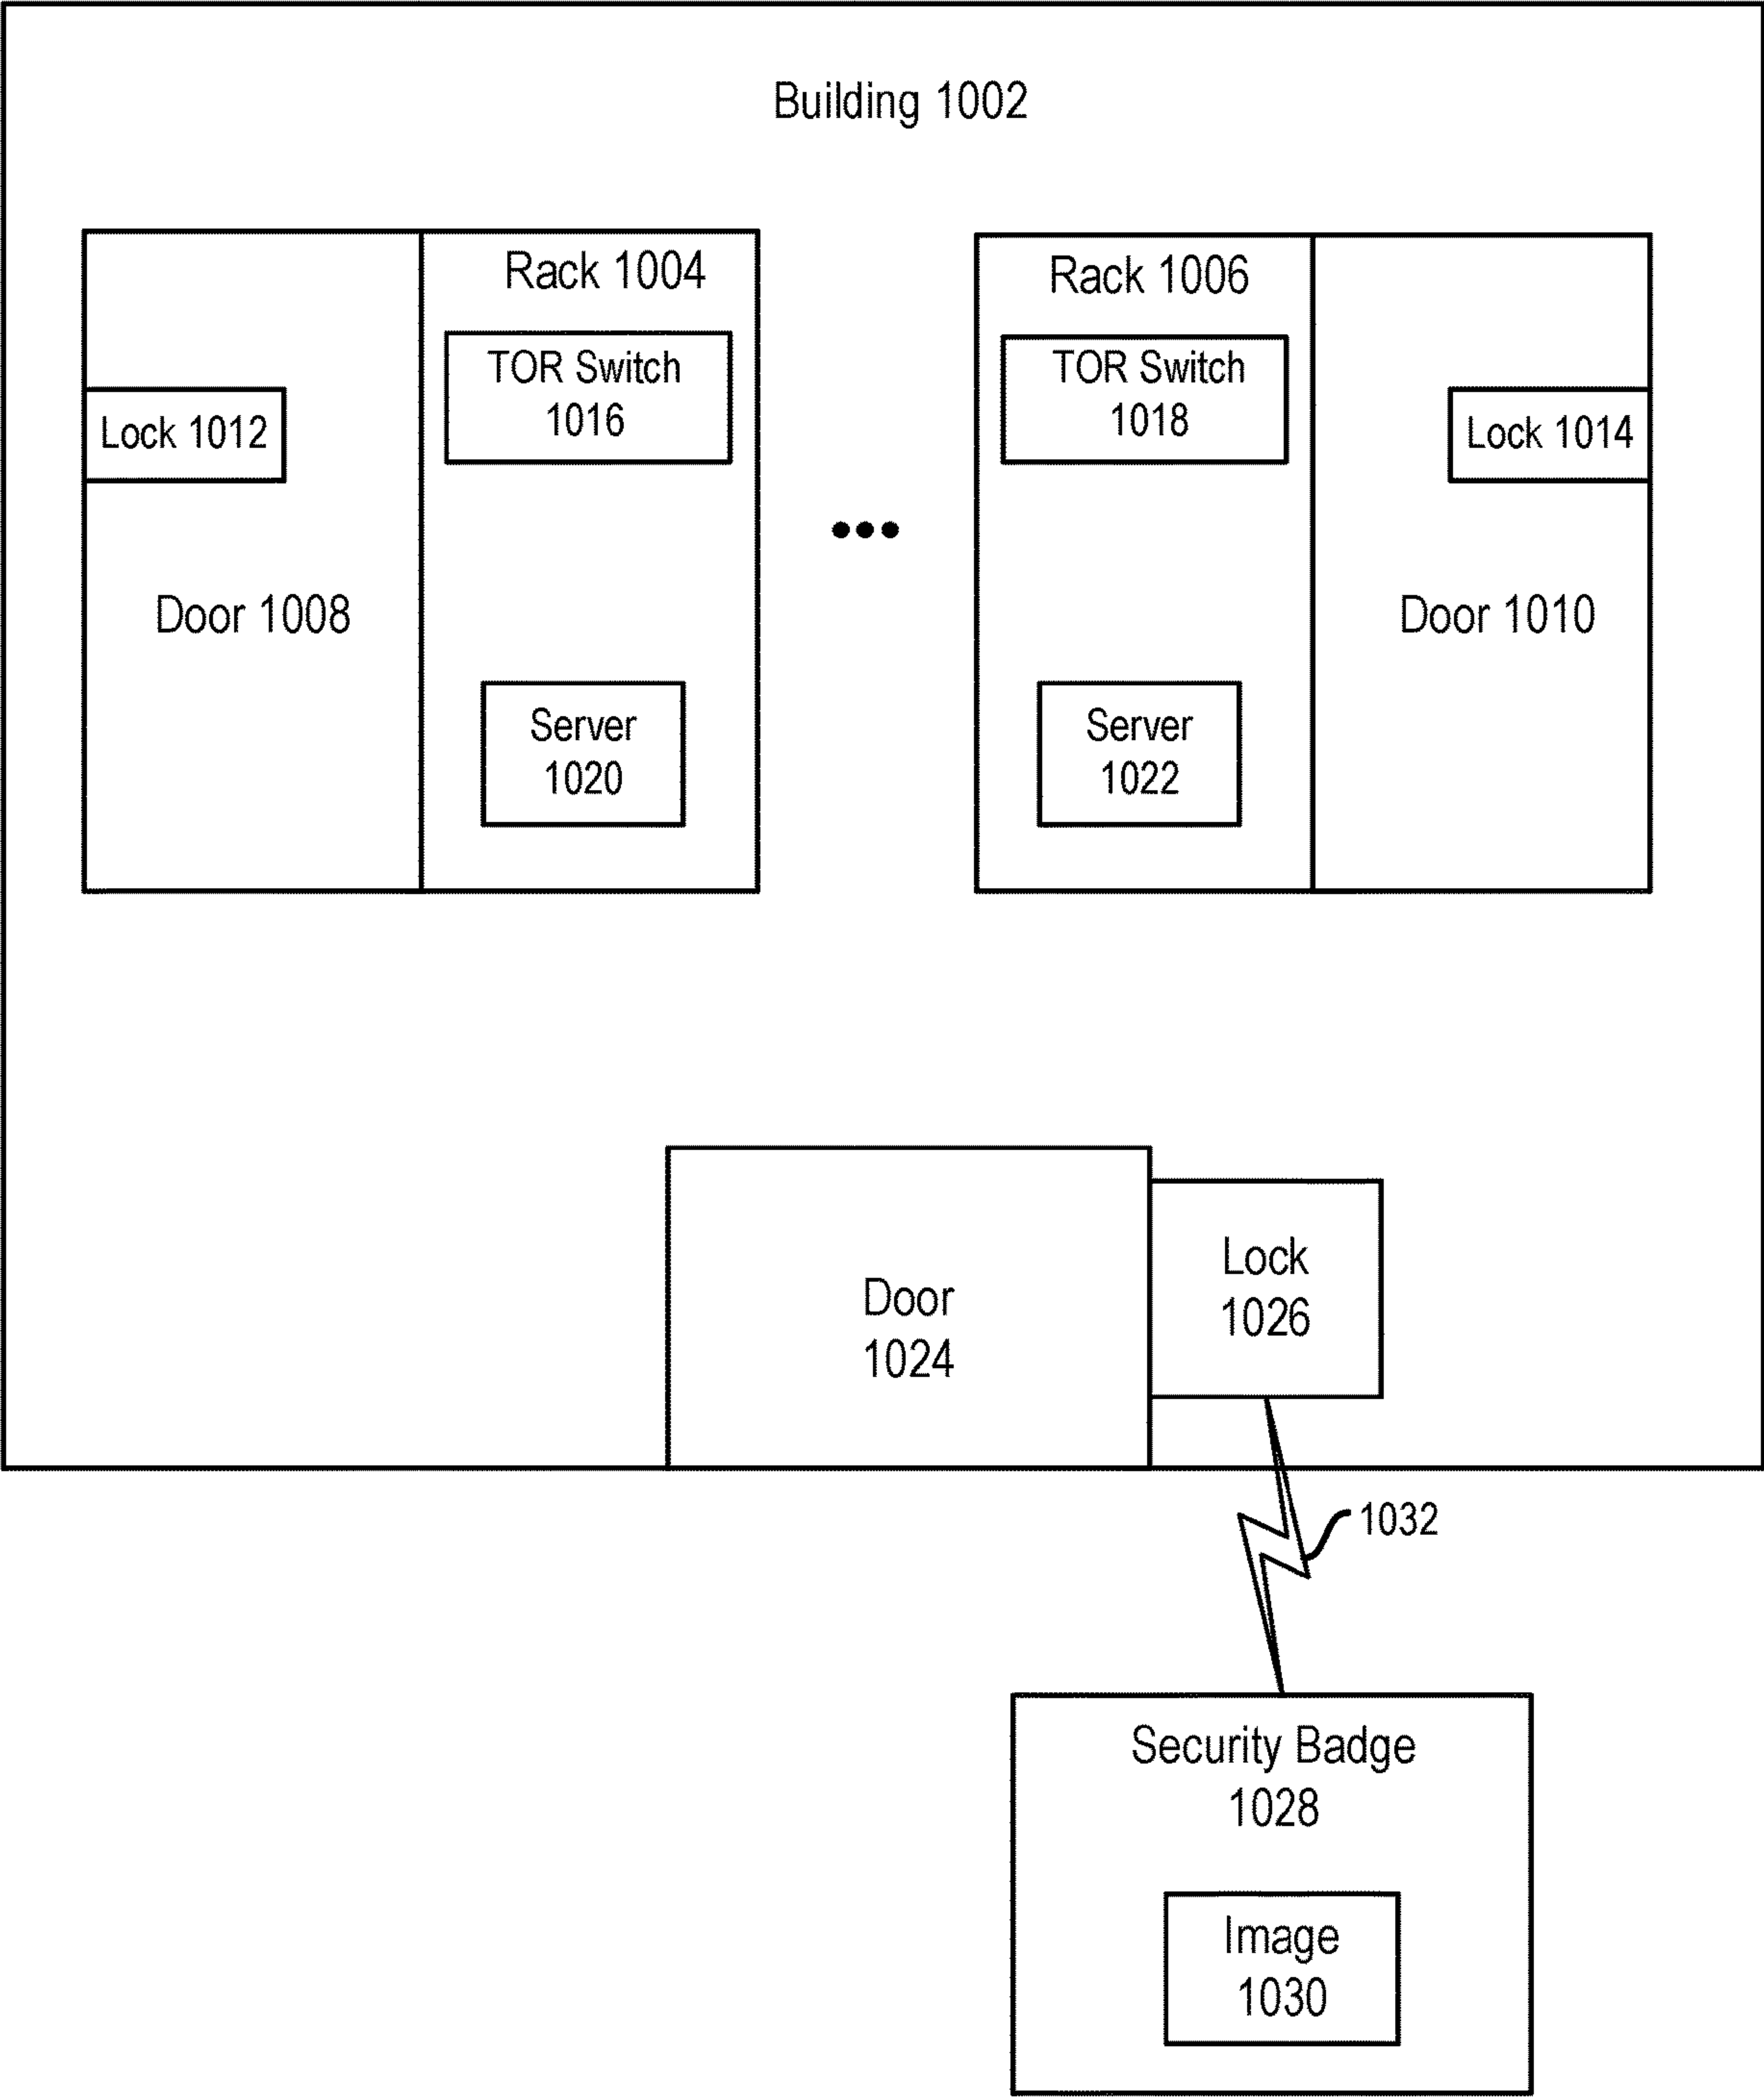 Building 1002
Rack 1004
TOR Switch
1016
Lock 1012
Door 1008
Server
1020
Rack 1006
TOR Switch
1018
Lock 1014
Door 1010
Server
1022
Door
1024
Lock
1026
1032
Security Badge
1028
Image
1030